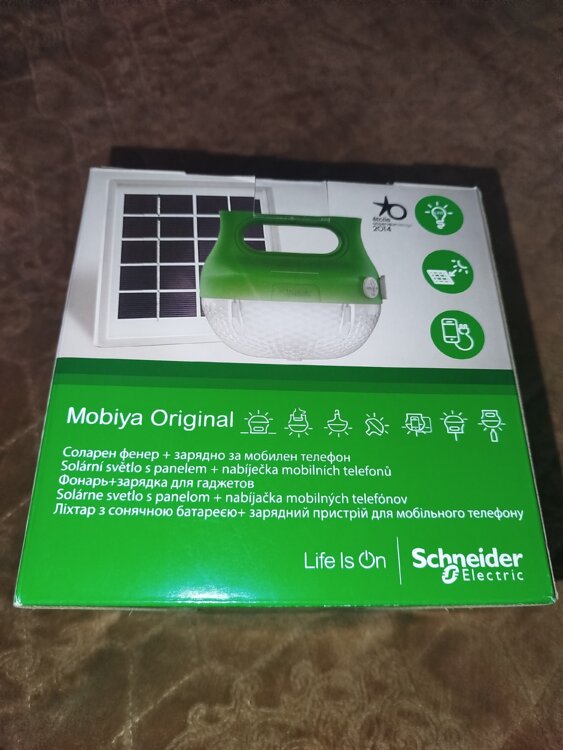 étoile
2014
Mobiya Original
Соларен фенер + зарядно за мобилен телефон
Solární světlo s panelem + nabíječka mobilních telefonů
Фонарь+зарядка для гаджетов
Solárne svetlo s panelom + nabíjačka mobilných telefónov
Ліхтар з сонячною батареєю+ зарядний пристрій для мобільного телефону
Life Is On
Schneider
Electric